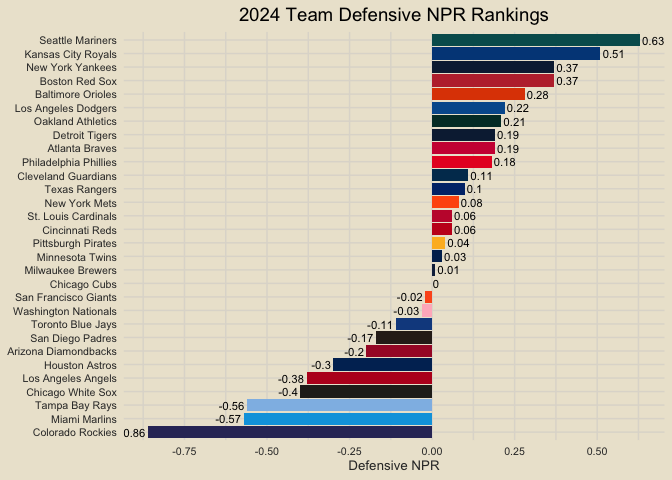 2024 Team Defensive NPR Rankings
Seattle Mariners 0.63
Kansas City Royals 0.51
New York Yankees 0.37
Boston Red Sox 0.37
Baltimore Orioles 0.28
Los Angeles Dodgers 0.22
Oakland Athletics 0.21
Detroit Tigers 0.19
Atlanta Braves 0.19
Philadelphia Phillies 0.18
Cleveland Guardians 0.11
Texas Rangers 0.1
New York Mets 0.08
St. Louis Cardinals 0.06
Cincinnati Reds 0.06
Pittsburgh Pirates 0.04
Minnesota Twins 0.03
Milwaukee Brewers 0.01
Chicago Cubs 0
San Francisco Giants -0.02
Washington Nationals -0.03
Toronto Blue Jays -0.11
San Diego Padres -0.17
Arizona Diamondbacks -0.2
Houston Astros -0.3
Los Angeles Angels -0.38
Chicago White Sox -0.4
Tampa Bay Rays -0.56
Miami Marlins -0.57
Colorado Rockies 0.86
-0.75 -0.50 -0.25 0.00 0.25 0.50
Defensive NPR